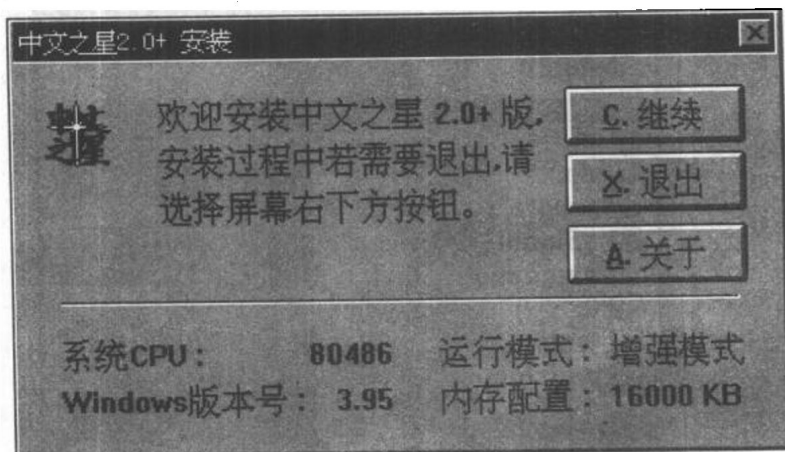 中文之星2.0+ 安装
欢迎安装中文之星 2.0+ 版,
安装过程中若需要退出,请
选择屏幕右下方按钮。
C. 继续
X. 退出
A. 关于
系统CPU: 80486 运行模式: 增强模式
Windows版本号: 3.95 内存配置: 16000 KB